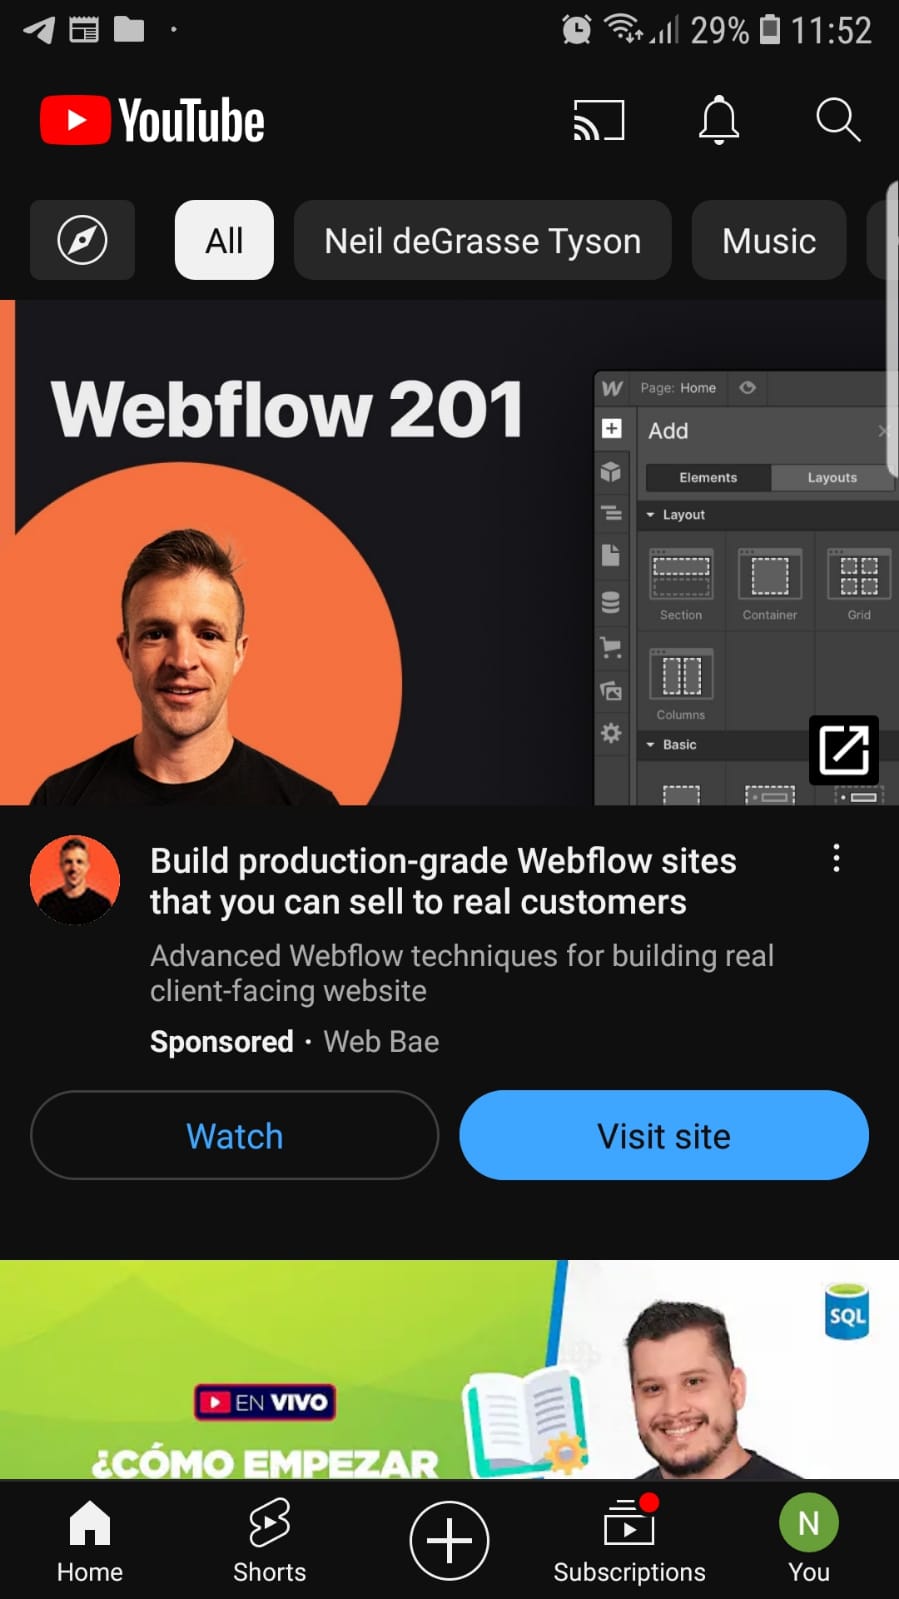 29% 11:52
YouTube
All Neil deGrasse Tyson Music
Webflow 201
Page: Home
Add
Elements Layouts
Layout
Section Container Grid
Columns
Basic
Build production-grade Webflow sites
that you can sell to real customers
Advanced Webflow techniques for building real
client-facing website
Sponsored · Web Bae
Watch Visit site
SQL
EN VIVO
¿CÓMO EMPEZAR
Home Shorts Subscriptions N You